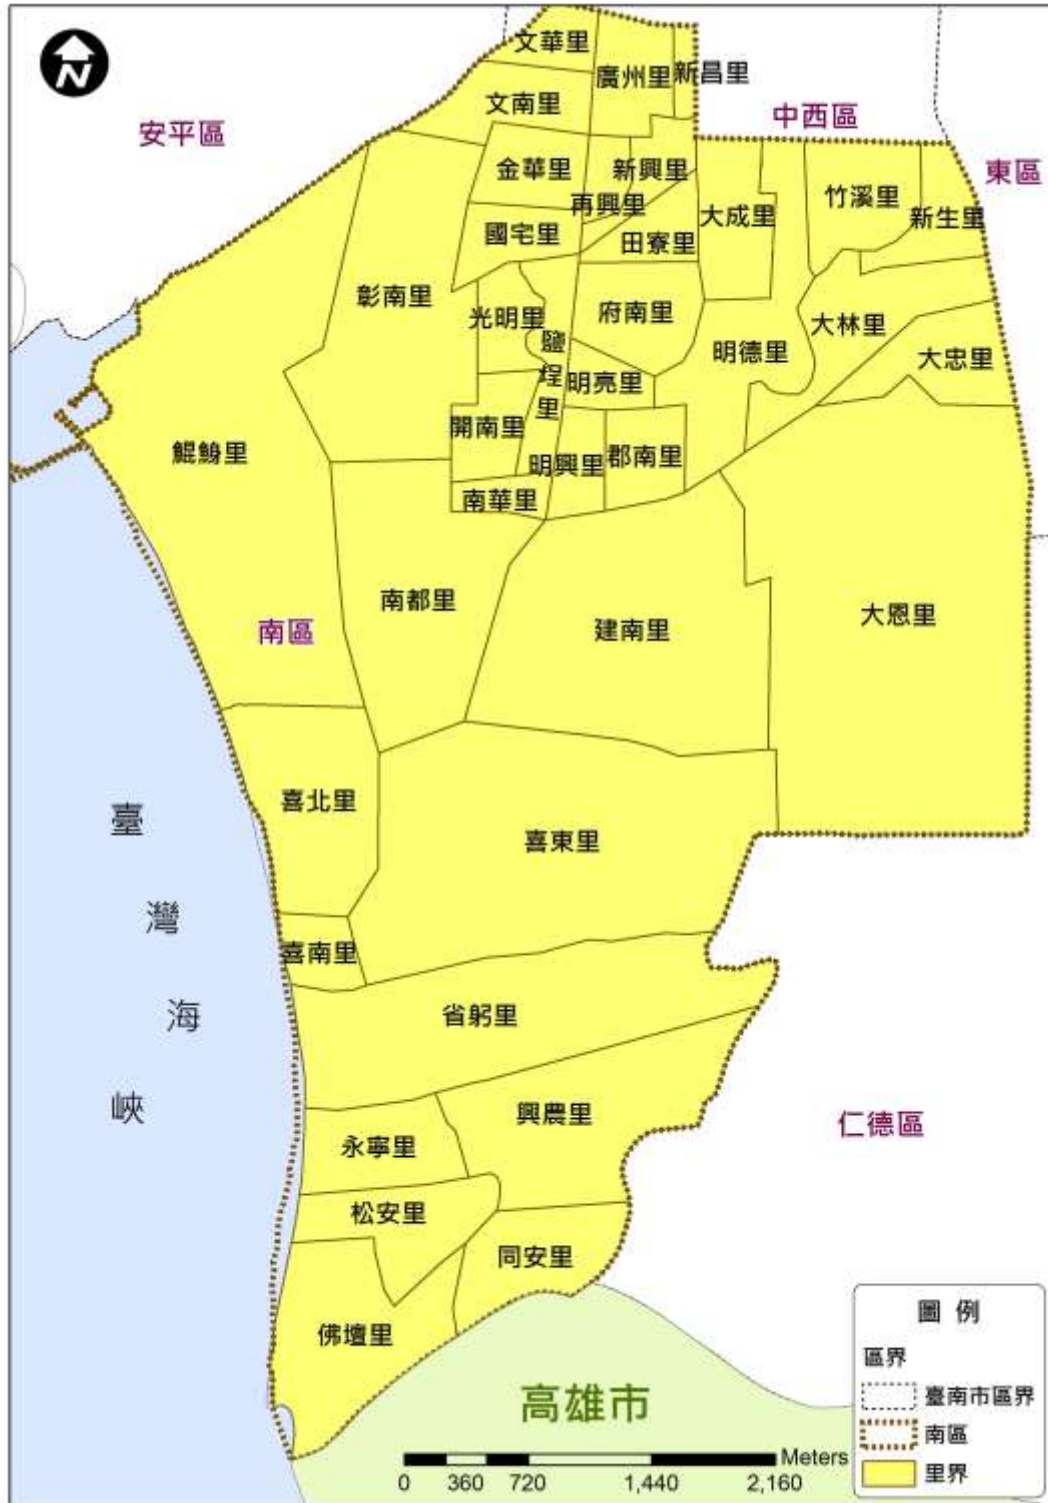 N
文華里
廣州里
新昌里
文南里
中西區
安平區
金華里
新興里
東區
竹溪里
再興里
大成里
新生里
國宅里
田寮里
彰南里
光明里
府南里
大林里
鹽埕里
明德里
大忠里
明亮里
開南里
鯤鯓里
明興里
郡南里
南華里
南都里
大恩里
南區
建南里
喜北里
臺灣海峽
喜東里
喜南里
省躬里
興農里
仁德區
永寧里
松安里
同安里
佛壇里
高雄市
圖 例
區界
臺南市區界
南區
里界
Meters
0 360 720 1,440 2,160